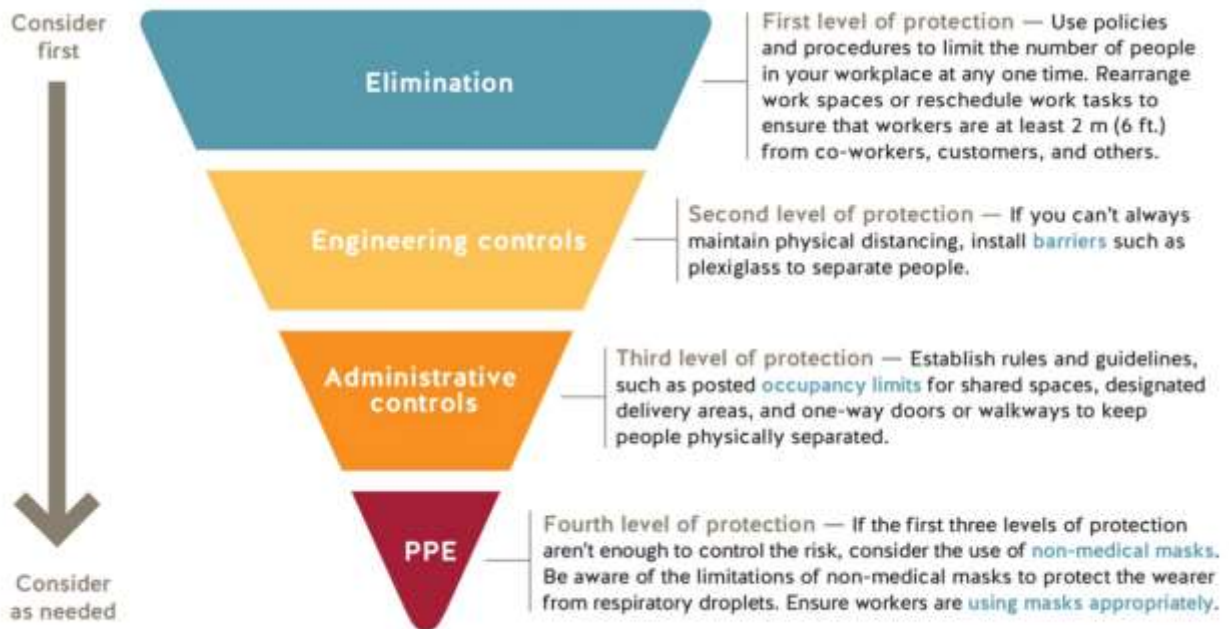 Consider
first
Elimination
First level of protection — Use policies
and procedures to limit the number of people
in your workplace at any one time. Rearrange
work spaces or reschedule work tasks to
ensure that workers are at least 2 m (6 ft.)
from co-workers, customers, and others.
Engineering controls
Second level of protection — If you can't always
maintain physical distancing, install barriers such as
plexiglass to separate people.
Administrative
controls
Third level of protection — Establish rules and guidelines,
such as posted occupancy limits for shared spaces, designated
delivery areas, and one-way doors or walkways to keep
people physically separated.
PPE
Fourth level of protection — If the first three levels of protection
aren't enough to control the risk, consider the use of non-medical masks.
Be aware of the limitations of non-medical masks to protect the wearer
from respiratory droplets. Ensure workers are using masks appropriately.
Consider
as needed